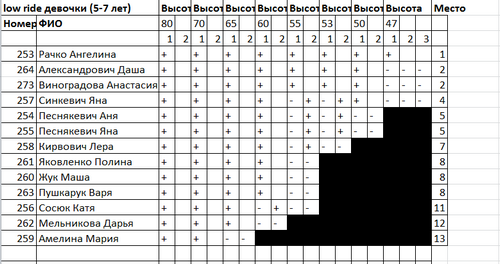 low ride девочки (5-7 лет) Высот Высот Высот Высот Высот Высот Высот Высота Место
Номер ФИО 80 70 65 60 55 53 50 47
1 2 1 2 1 2 1 2 1 2 1 2 1 2 1 2 3
253 Рачко Ангелина + + + + + + + + 1
264 Александрович Даша + + + + + + + - - - 2
273 Виноградова Анастасия + + + + + + + - - - 2
257 Синкевич Яна + + + + - + - + + - - - 4
254 Песнякевич Аня + + + + - + - + - - 5
255 Песнякевич Яна + + + + - + - + - - 5
258 Кирвович Лера + + + + - + - - 7
261 Яковленко Полина + + + + - - 8
260 Жук Маша + + + + - - 8
263 Пушкарук Варя + + + + - - 8
256 Сосюк Катя + + + - + - - 11
262 Мельникова Дарья + + + - - 12
259 Амелина Мария + + - - 13